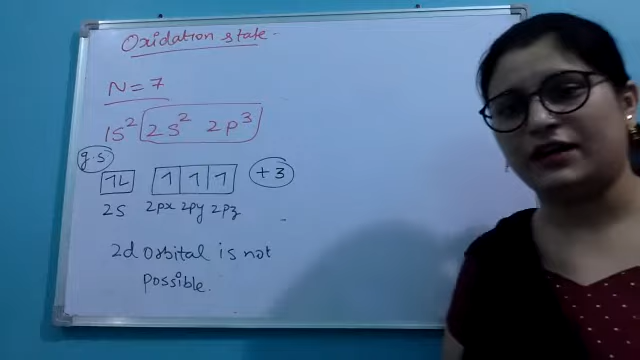 Oxidation state.
N = 7
1S² 2S² 2P³
g.s
1L 1 1 1 +3
2S 2px 2py 2pz
2d orbital is not
possible.